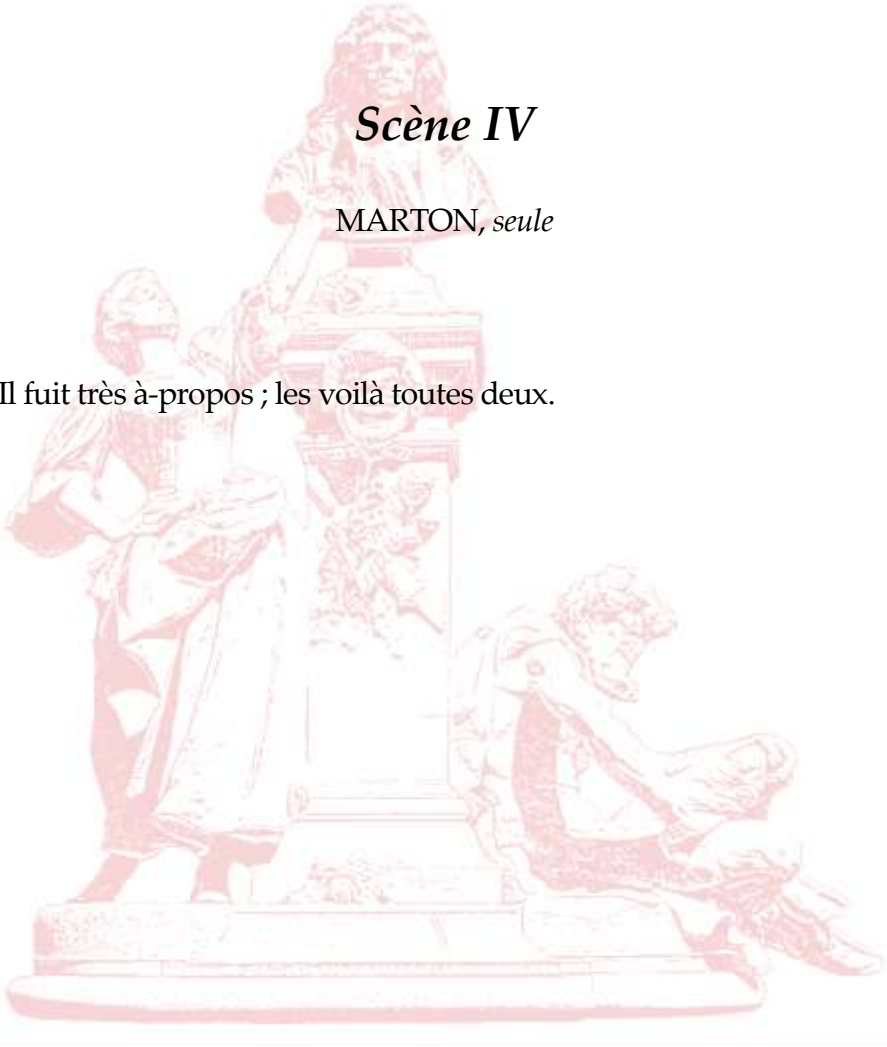 Scène IV
MARTON, seule
Il fuit très à-propos ; les voilà toutes deux.